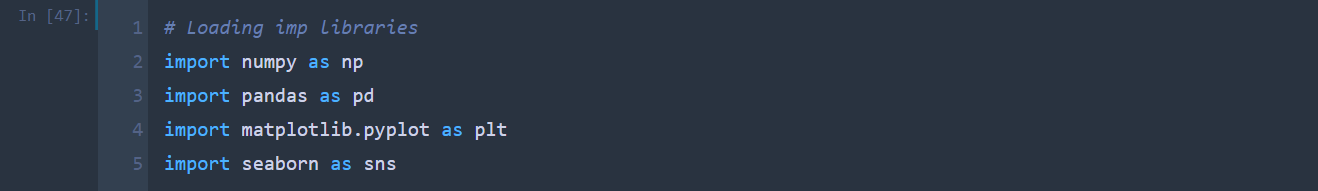 In [47]:
1 # Loading imp libraries
2 import numpy as np
3 import pandas as pd
4 import matplotlib.pyplot as plt
5 import seaborn as sns